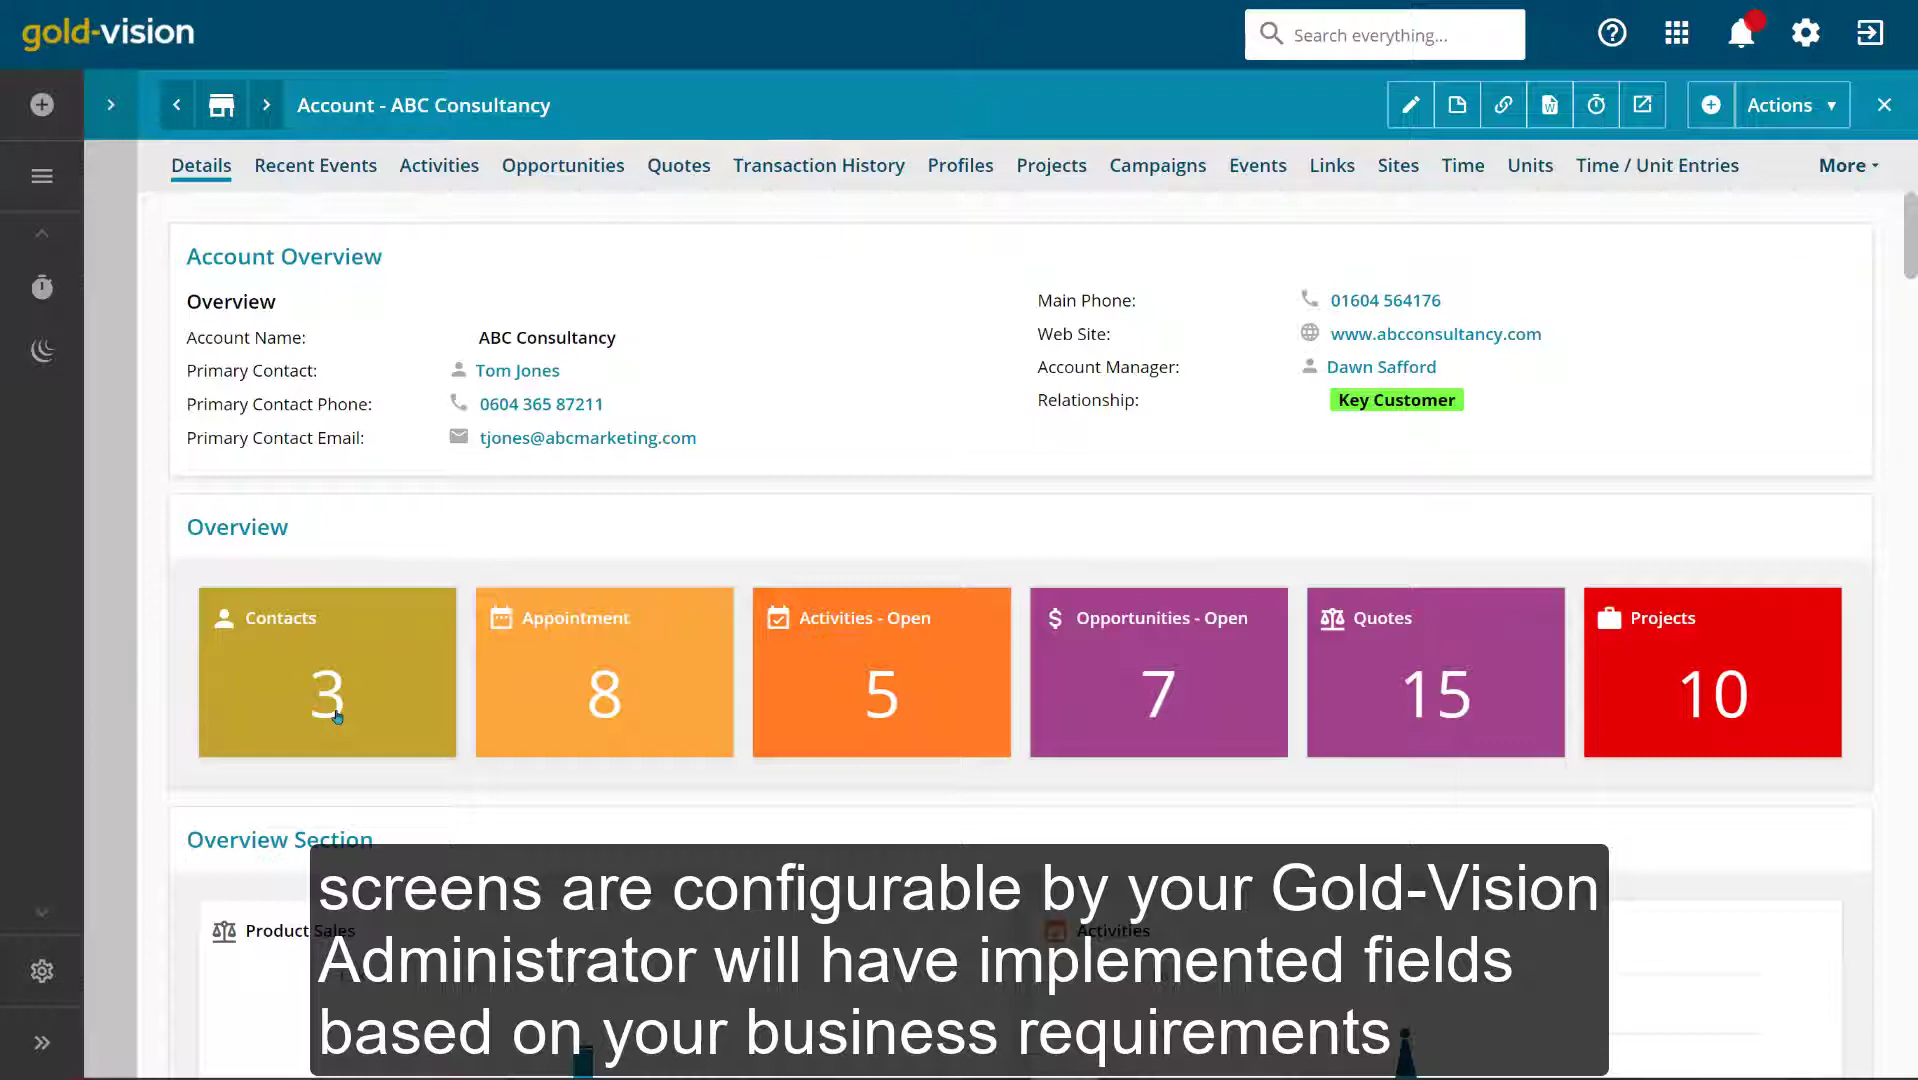 gold-vision
Search everything...
Account - ABC Consultancy
Actions
Details Recent Events Activities Opportunities Quotes Transaction History Profiles Projects Campaigns Events Links Sites Time Units Time / Unit Entries More
Account Overview
Overview
Account Name: ABC Consultancy
Primary Contact: Tom Jones
Primary Contact Phone: 0604 365 87211
Primary Contact Email: tjones@abcmarketing.com
Main Phone: 01604 564176
Web Site: www.abcconsultancy.com
Account Manager: Dawn Safford
Relationship: Key Customer
Overview
Contacts
3
Appointment
8
Activities - Open
5
Opportunities - Open
7
Quotes
15
Projects
10
Overview Section
Product Sales
Activities
screens are configurable by your Gold-Vision
Administrator will have implemented fields
based on your business requirements